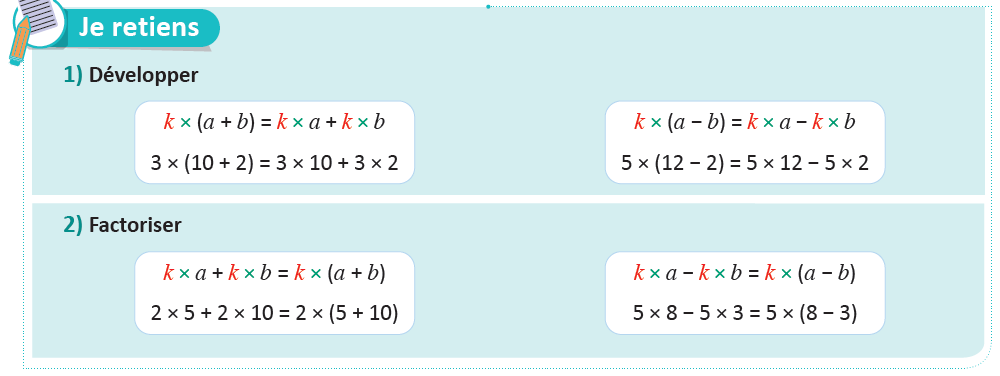 Je retiens
1) Développer
k × (a + b) = k × a + k × b
3 × (10 + 2) = 3 × 10 + 3 × 2
k × (a − b) = k × a − k × b
5 × (12 − 2) = 5 × 12 − 5 × 2
2) Factoriser
k × a + k × b = k × (a + b)
2 × 5 + 2 × 10 = 2 × (5 + 10)
k × a − k × b = k × (a − b)
5 × 8 − 5 × 3 = 5 × (8 − 3)